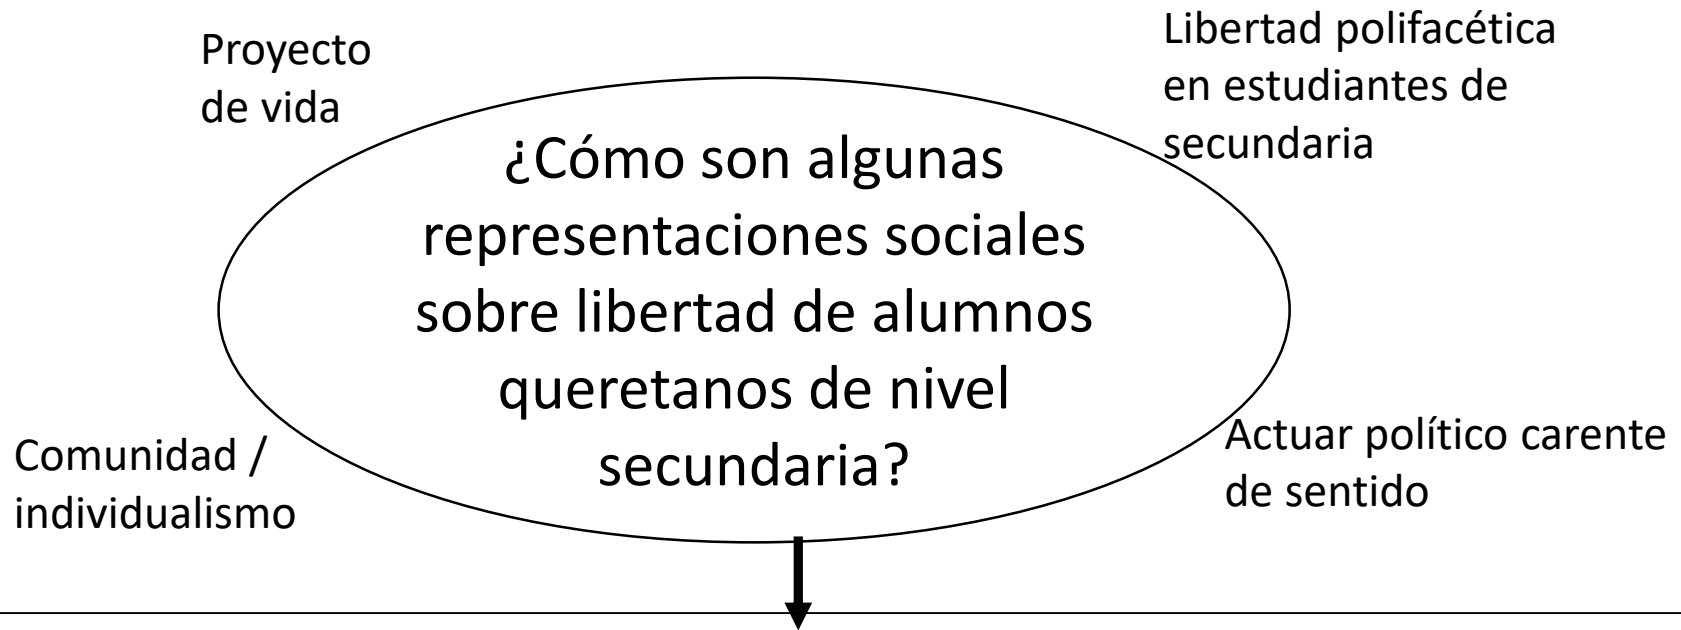 Proyecto
de vida
Libertad polifacética
en estudiantes de
secundaria
¿Cómo son algunas
representaciones sociales
sobre libertad de alumnos
queretanos de nivel
secundaria?
Comunidad /
individualismo
Actuar político carente
de sentido